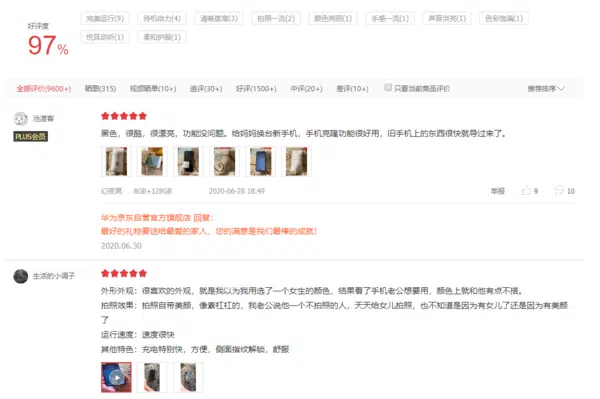 好评度
97%
完美运行(9) 待机给力(4) 清晰度高(3) 拍照一流(2) 颜色绚丽(1) 手感一流(1) 声音洪亮(1) 色彩饱满(1)
悦耳动听(1) 柔和护眼(1)
全部评价(9600+) 晒图(315) 视频晒单(10+) 追评(30+) 好评(1500+) 中评(20+) 差评(10+) 只看当前商品评价 推荐排序
沧渡客
PLUS会员
黑色，很酷，很漂亮，功能没问题。给妈妈换台新手机，手机克隆功能很好用，旧手机上的东西很快就导过来了。
幻夜黑 8GB+128GB 2020-06-28 18:49 举报 9 10
华为京东自营官方旗舰店 回复：
最好的礼物要送给最爱的家人，您的满意是我们最棒的成就！
2020.06.30
生活的小调子
外形外观：很喜欢的外观，就是我以为我用选了一个女生的颜色，结果看了手机老公想要用，颜色上就和他有点不搭。
拍照效果：拍照自带美颜，像素杠杠的，我老公说他一个不拍照的人，天天给女儿拍照，也不知道是因为有女儿了还是因为有美颜
了
运行速度：速度很快
其他特色：充电特别快，方便，侧面指纹解锁，舒服